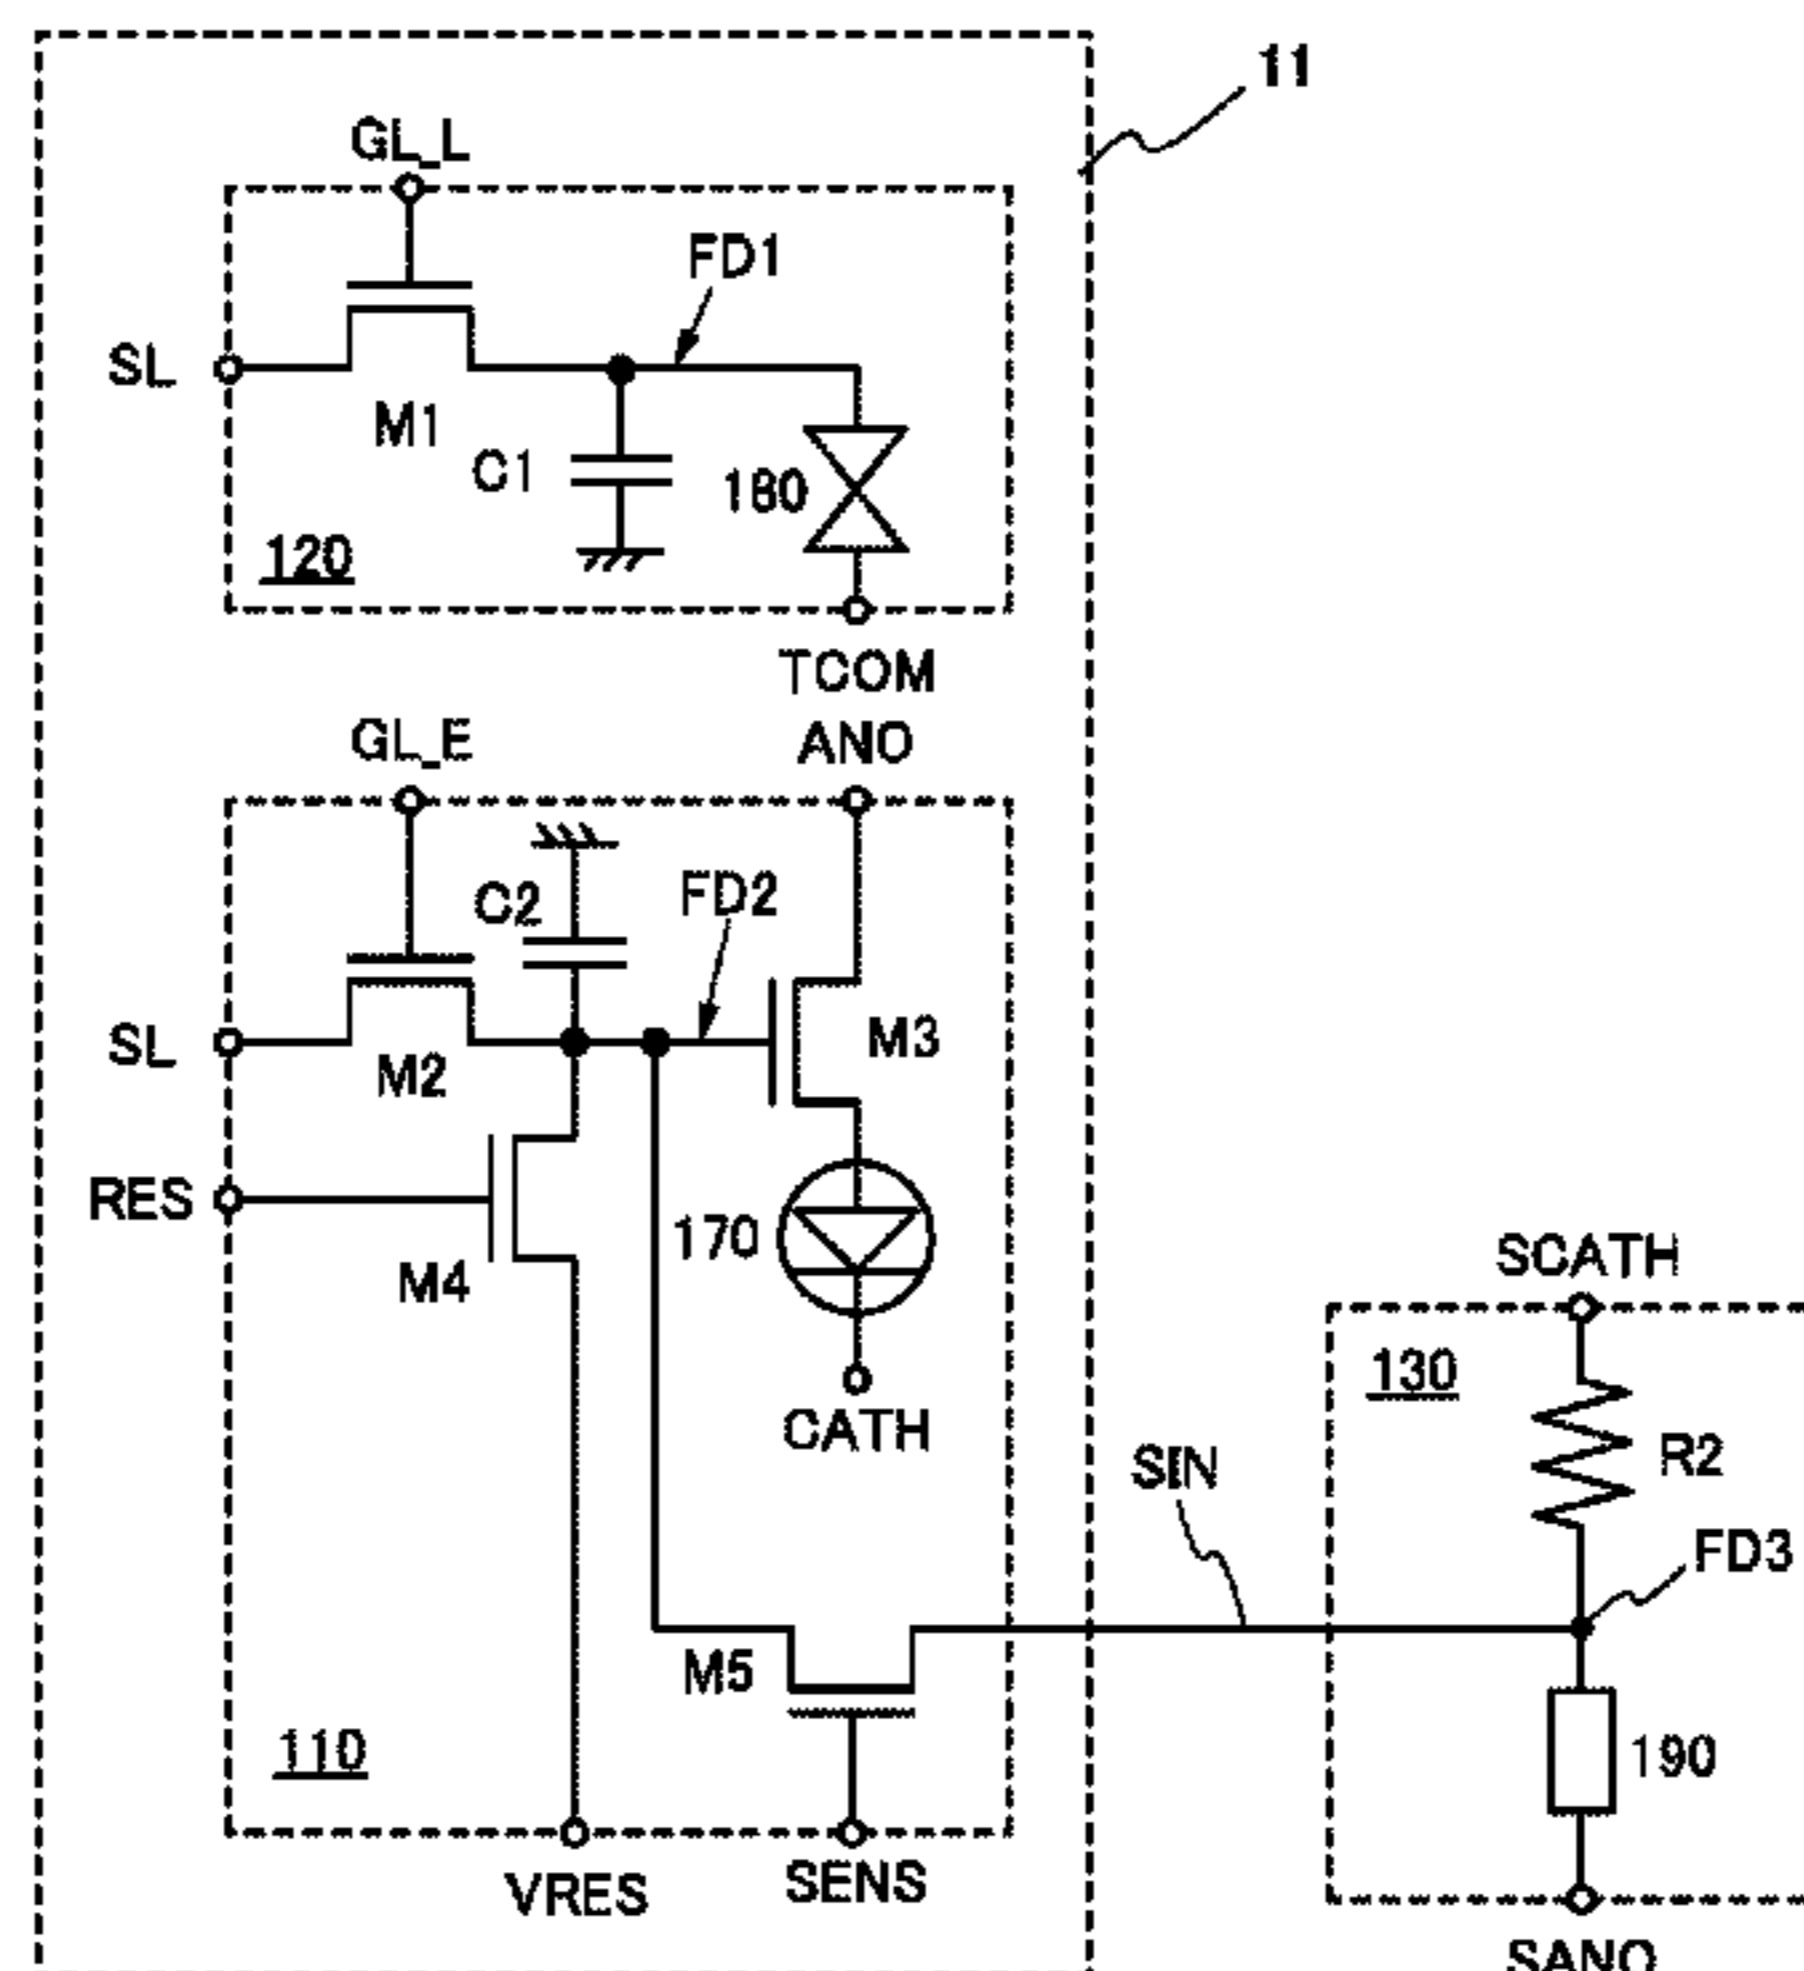 11
GL_L
FD1
SL
M1
C1
180
120
TCOM
GL_E
ANO
C2
FD2
SL
M2
M3
RES
M4
170
CATH
SCATH
130
R2
SIN
FD3
M5
110
190
VRES
SENS
SANO